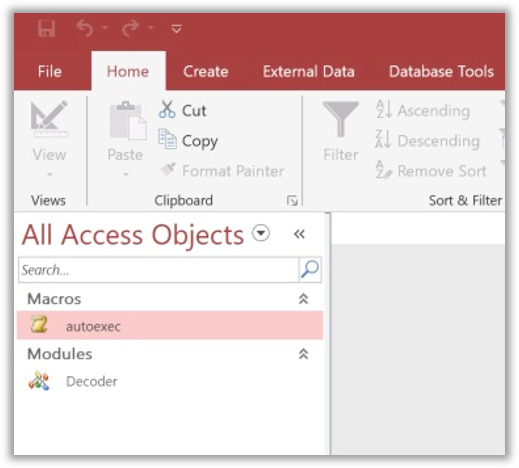 File Home Create External Data Database Tools
Cut
Copy
Format Painter
View
Paste
Filter
Ascending
Descending
Remove Sort
Views Clipboard Sort & Filter
All Access Objects
Search...
Macros
autoexec
Modules
Decoder